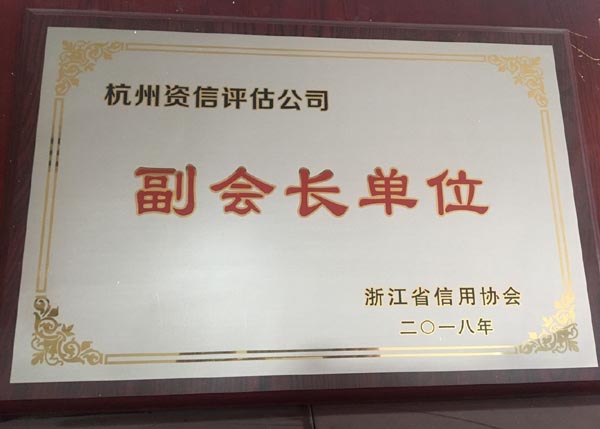 杭州资信评估公司
副会长单位
浙江省信用协会
二〇一八年